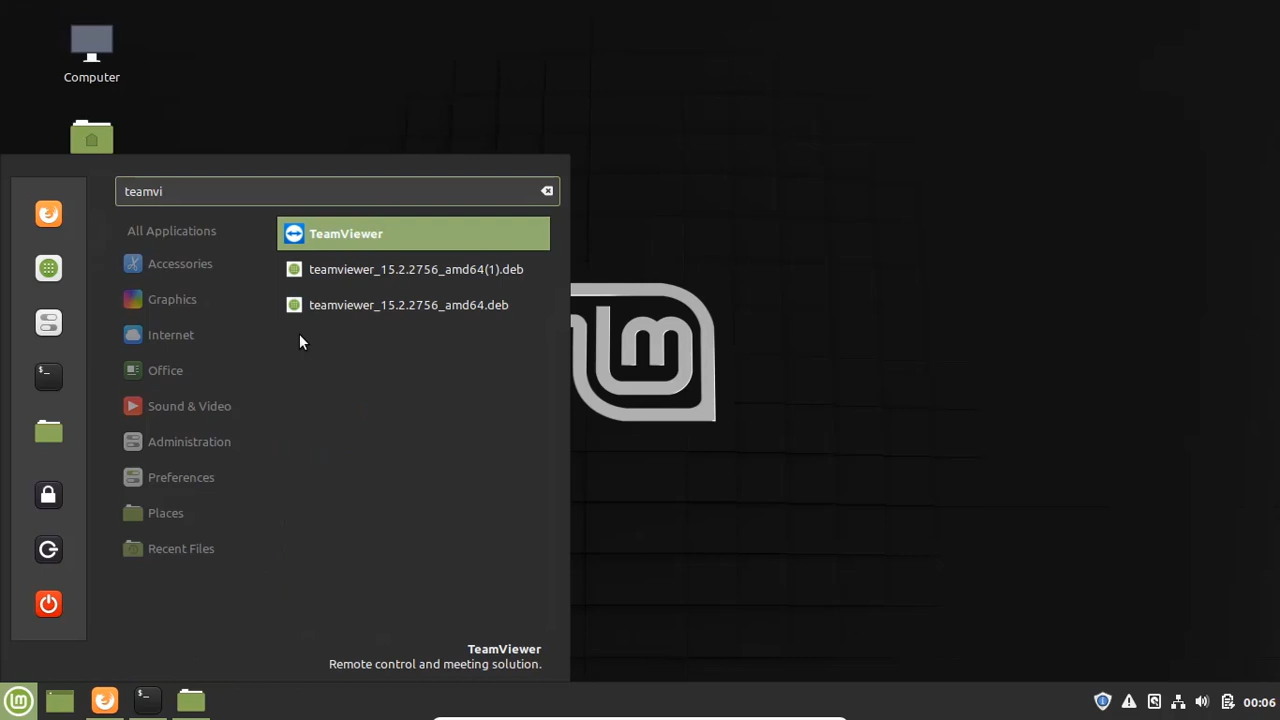 Computer
teamvi
All Applications
TeamViewer
Accessories
teamviewer_15.2.2756_amd64(1).deb
Graphics
teamviewer_15.2.2756_amd64.deb
Internet
Office
Sound & Video
Administration
Preferences
Places
Recent Files
TeamViewer
Remote control and meeting solution.
00:06